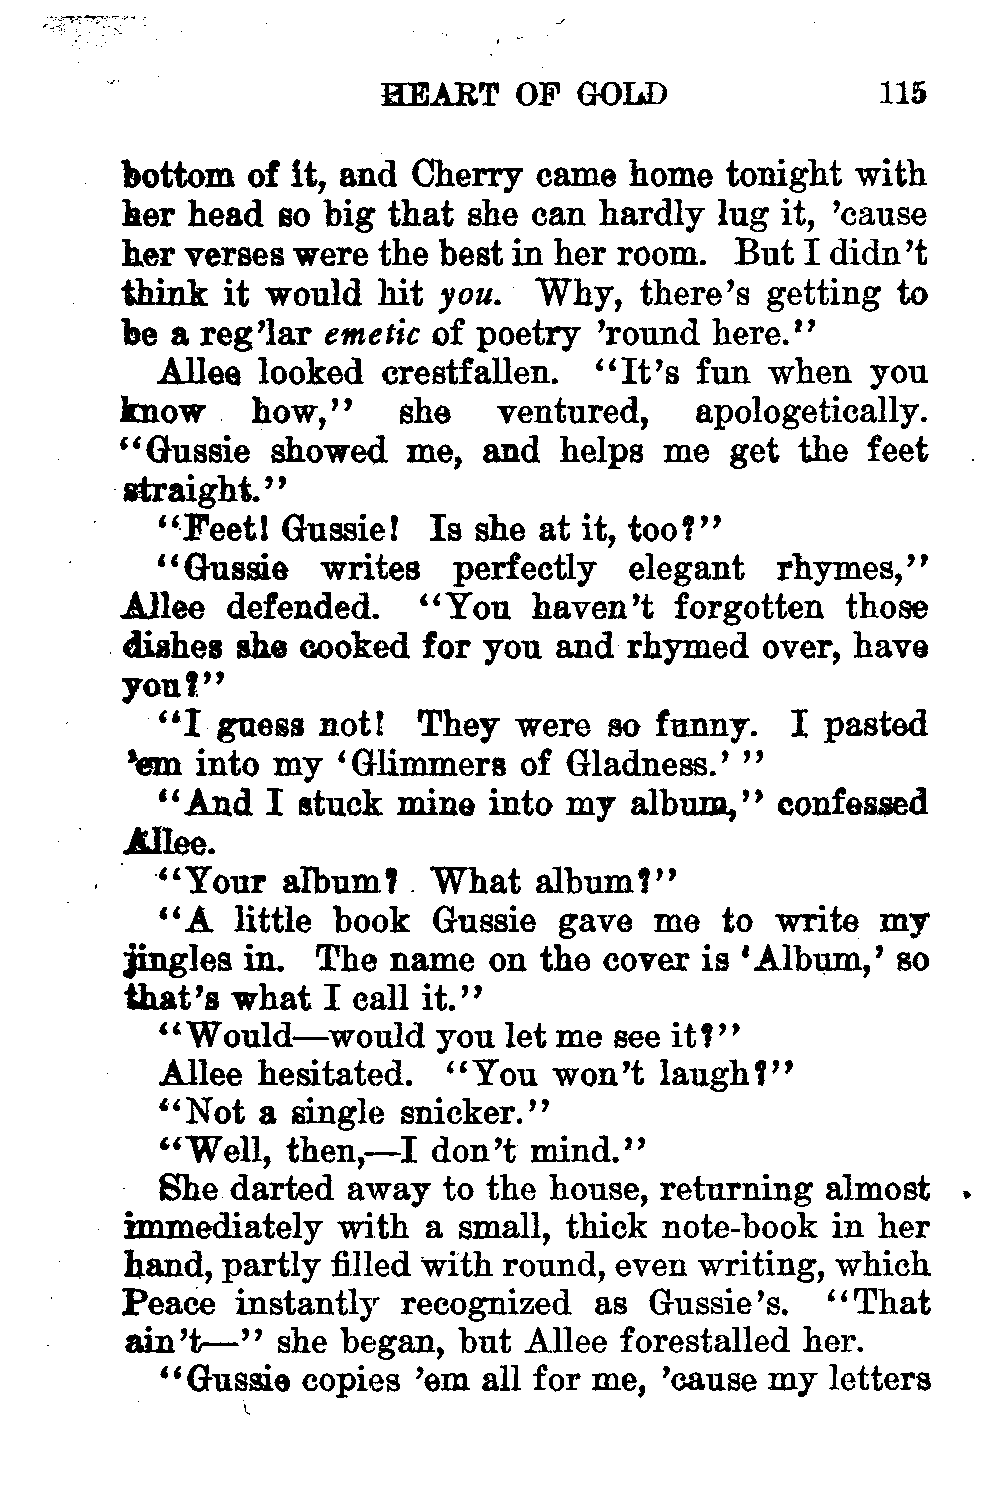 HEART OF GOLD 115
bottom of it, and Cherry came home tonight with
her head so big that she can hardly lug it, ’cause
her verses were the best in her room. But I didn’t
think it would hit you. Why, there’s getting to
be a reg’lar emetic of poetry ’round here.”
Allee looked crestfallen. “It’s fun when you
know how,” she ventured, apologetically.
“Gussie showed me, and helps me get the feet
straight.”
“Feet! Gussie! Is she at it, too?”
“Gussie writes perfectly elegant rhymes,”
Allee defended. “You haven’t forgotten those
dishes she cooked for you and rhymed over, have
you?”
“I guess not! They were so funny. I pasted
’em into my ‘Glimmers of Gladness.’ ”
“And I stuck mine into my album,” confessed
Allee.
“Your album? What album?”
“A little book Gussie gave me to write my
jingles in. The name on the cover is ‘Album,’ so
that’s what I call it.”
“Would—would you let me see it?”
Allee hesitated. “You won’t laugh?”
“Not a single snicker.”
“Well, then,—I don’t mind.”
She darted away to the house, returning almost
immediately with a small, thick note-book in her
hand, partly filled with round, even writing, which
Peace instantly recognized as Gussie’s. “That
ain’t—” she began, but Allee forestalled her.
“Gussie copies ’em all for me, ’cause my letters